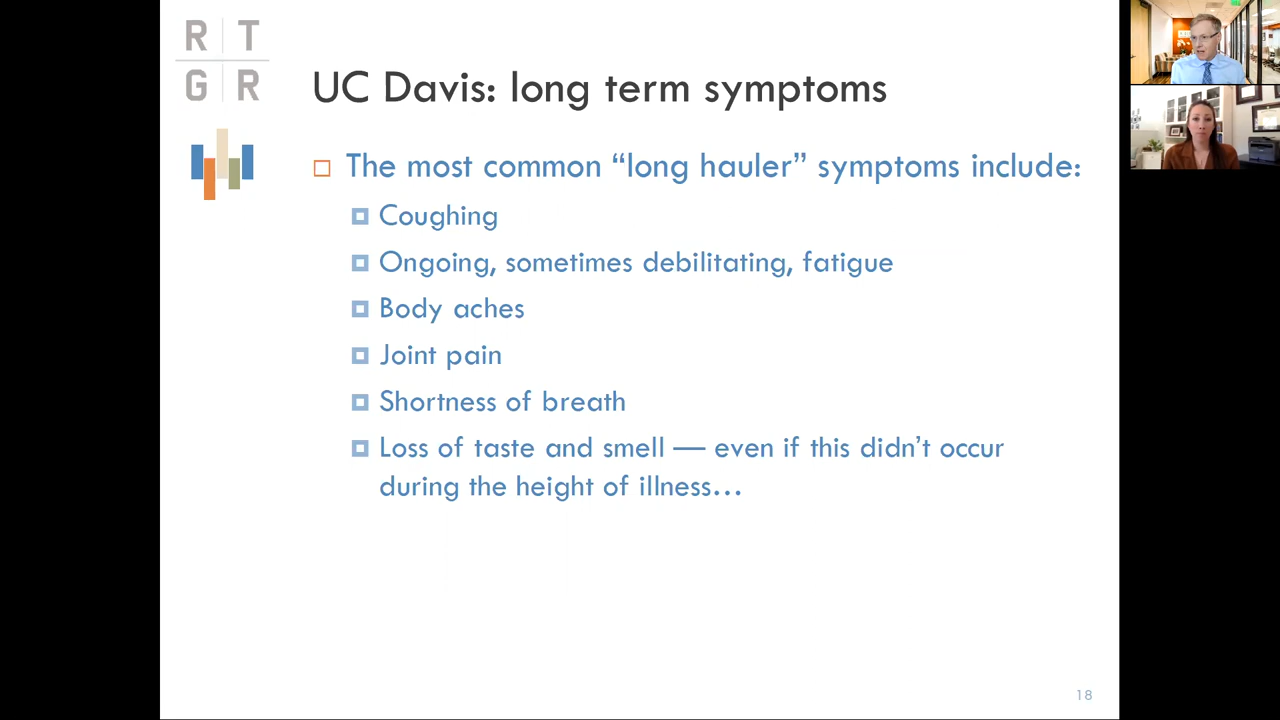 R T
G R
UC Davis: long term symptoms
The most common “long hauler” symptoms include:
Coughing
Ongoing, sometimes debilitating, fatigue
Body aches
Joint pain
Shortness of breath
Loss of taste and smell — even if this didn’t occur
during the height of illness…
18